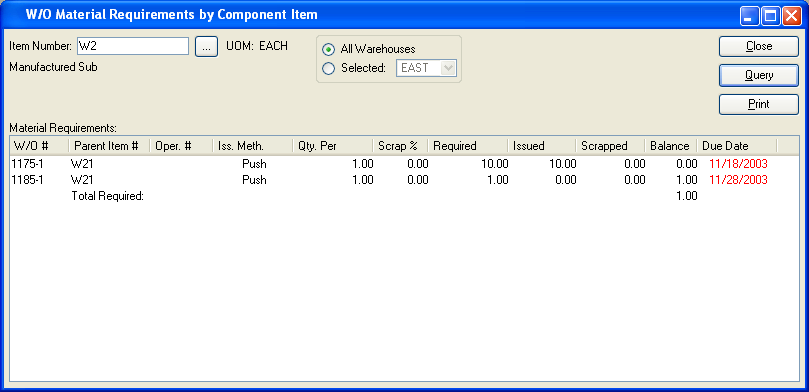 W/O Material Requirements by Component Item
Item Number: W2 ... UOM: EACH
Manufactured Sub
All Warehouses
Selected: EAST
Close
Query
Print
Material Requirements:
W/O # Parent Item # Oper. # Iss. Meth. Qty. Per Scrap % Required Issued Scrapped Balance Due Date
1175-1 W21 Push 1.00 0.00 10.00 10.00 0.00 0.00 11/18/2003
1185-1 W21 Push 1.00 0.00 1.00 0.00 0.00 1.00 11/28/2003
Total Required: 1.00